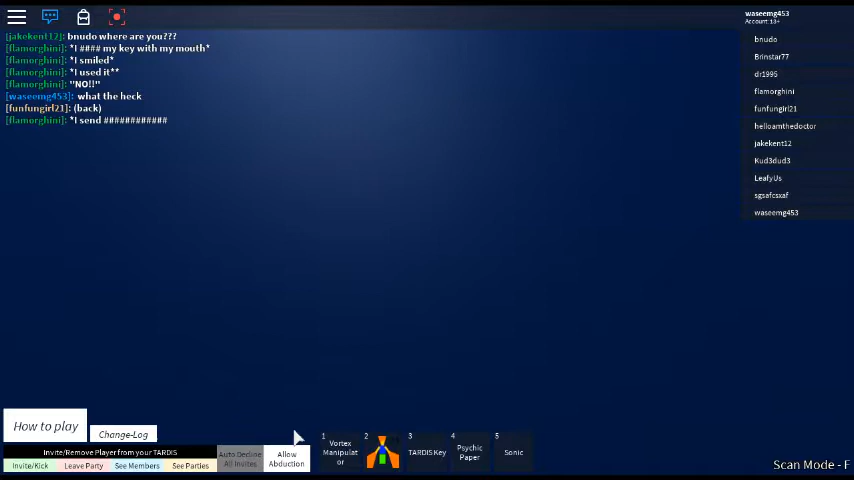 waseemg453
Account: 13+
[jakekent12]: bnudo where are you???
[flamorghini]: *I #### my key with my mouth*
[flamorghini]: *I smiled*
[flamorghini]: *I used it**
[flamorghini]: "NO!!"
[waseemg453]: what the heck
[funfungirl21]: (back)
[flamorghini]: *I send ############
bnudo
Brinstar77
dr1995
flamorghini
funfungirl21
helloamthedoctor
jakekent12
Kud3dud3
LeafyUs
sgsafcsxaf
waseemg453
How to play
Change-Log
Invite/Remove Player from your TARDIS
Invite/Kick
Leave Party
See Members
See Parties
Auto Decline
All Invites
Allow
Abduction
1
Vortex
Manipulat
or
2
3
TARDIS Key
4
Psychic
Paper
5
Sonic
Scan Mode - F